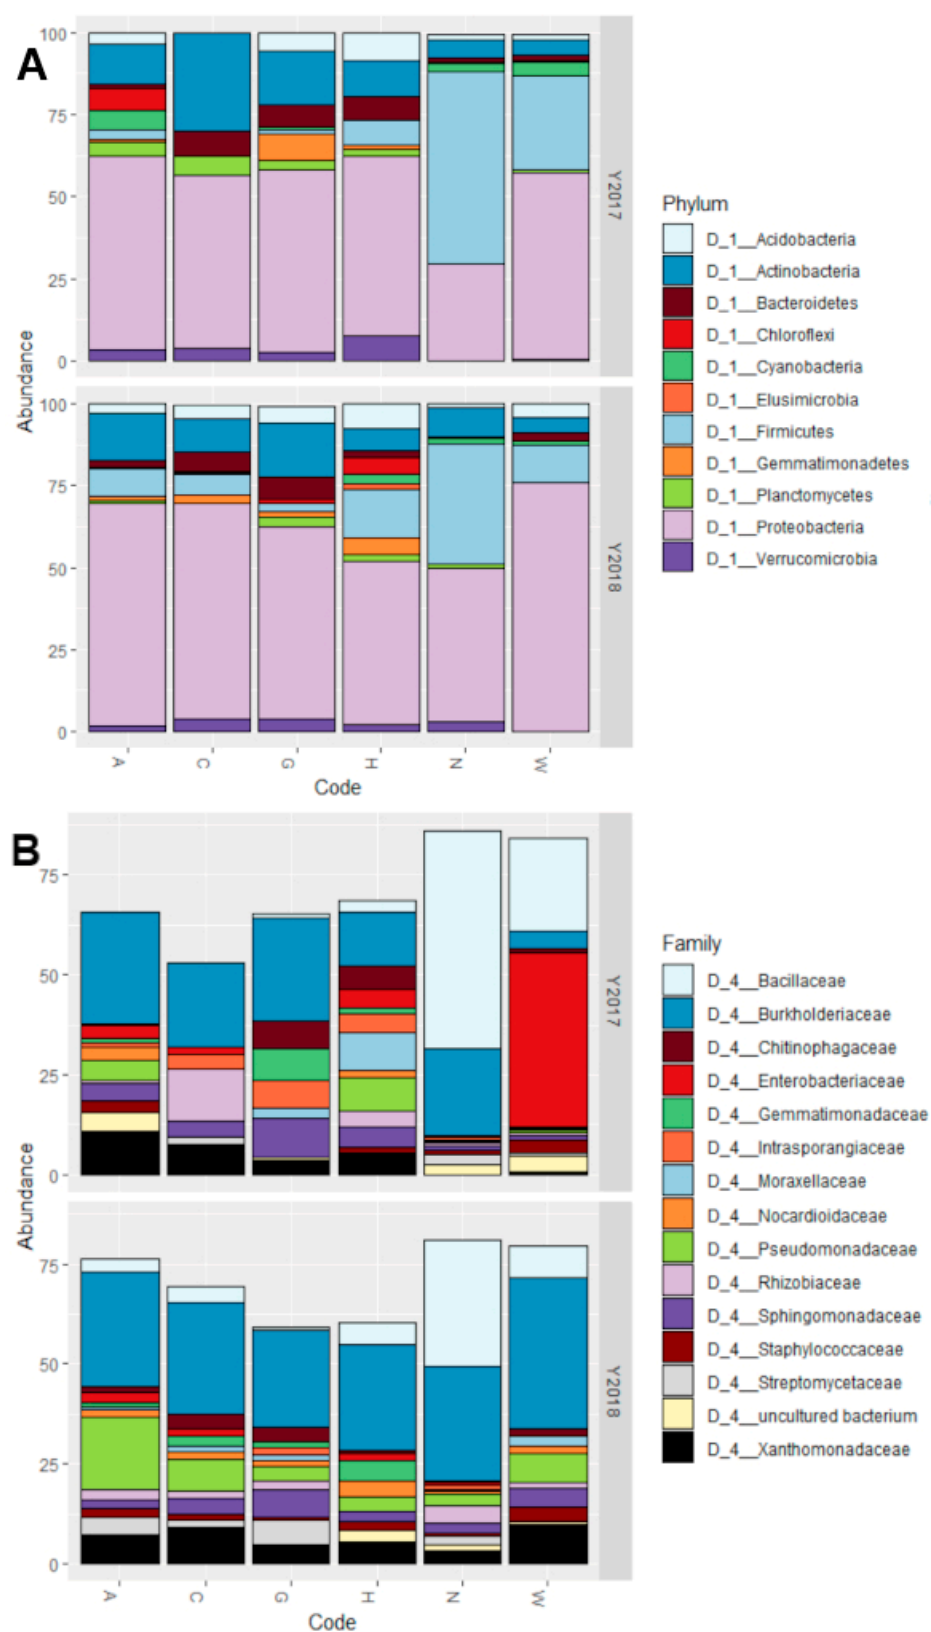 A
100
75
50
25
0
Y2017
100
75
50
25
0
Y2018
Abundance
A
C
G
H
N
W
Code
Phylum
D_1__Acidobacteria
D_1__Actinobacteria
D_1__Bacteroidetes
D_1__Chloroflexi
D_1__Cyanobacteria
D_1__Elusimicrobia
D_1__Firmicutes
D_1__Gemmatimonadetes
D_1__Planctomycetes
D_1__Proteobacteria
D_1__Verrucomicrobia
B
75
50
25
0
Y2017
75
50
25
0
Y2018
Abundance
A
C
G
H
N
W
Code
Family
D_4__Bacillaceae
D_4__Burkholderiaceae
D_4__Chitinophagaceae
D_4__Enterobacteriaceae
D_4__Gemmatimonadaceae
D_4__Intrasporangiaceae
D_4__Moraxellaceae
D_4__Nocardioidaceae
D_4__Pseudomonadaceae
D_4__Rhizobiaceae
D_4__Sphingomonadaceae
D_4__Staphylococcaceae
D_4__Streptomycetaceae
D_4__uncultured bacterium
D_4__Xanthomonadaceae